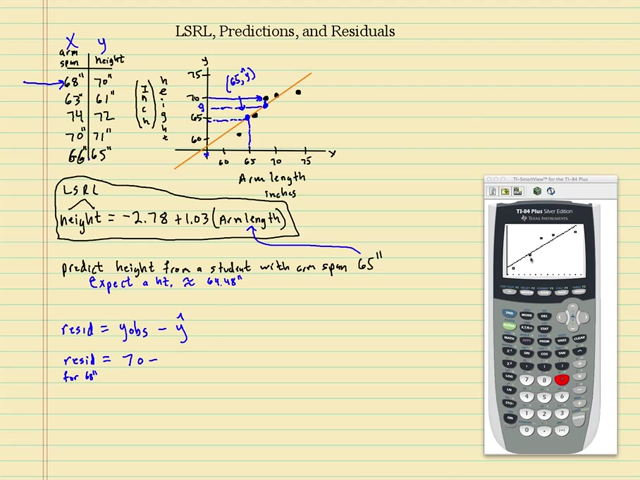 LSRL, Predictions, and Residuals
X y
arm span height
68" 70"
63" 61"
74 72
70" 71"
66" 65"
height (Inch)
y
75
70
ŷ
65
60
(65, ŷ)
60 65 70 75 x
Arm length
inches
LSRL
height = -2.78 + 1.03 (Arm length)
predict height from a student with arm span 65"
Expect a ht. ≈ 64.48"
resid = yobs - ŷ
resid = 70 -
for 68"
TI-SmartView™ for the TI-84 Plus
TI-84 Plus Silver Edition
TEXAS INSTRUMENTS